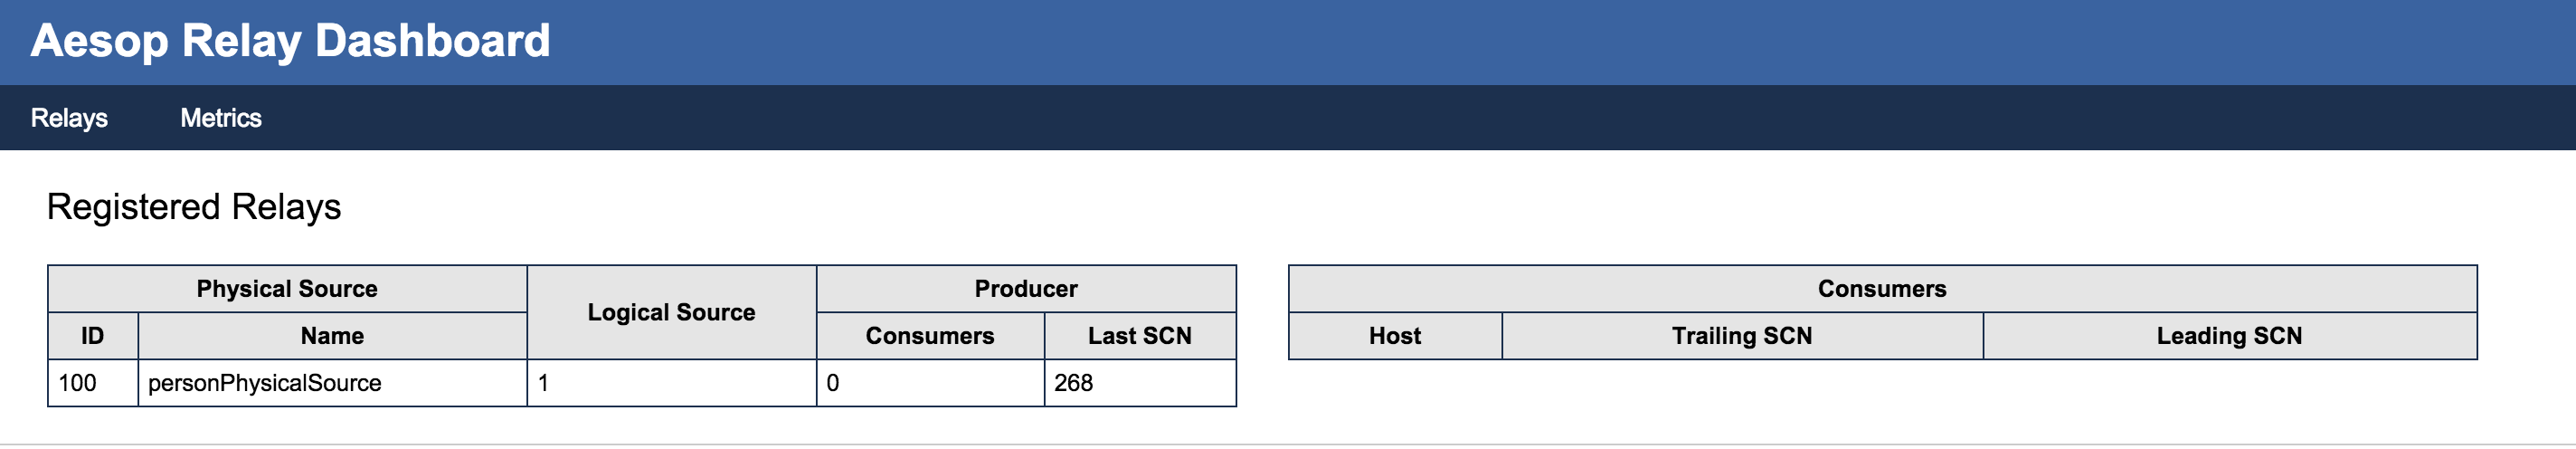 Aesop Relay Dashboard
Relays Metrics
Registered Relays
Physical Source Logical Source Producer
ID Name Consumers Last SCN
100 personPhysicalSource 1 0 268
Consumers
Host Trailing SCN Leading SCN